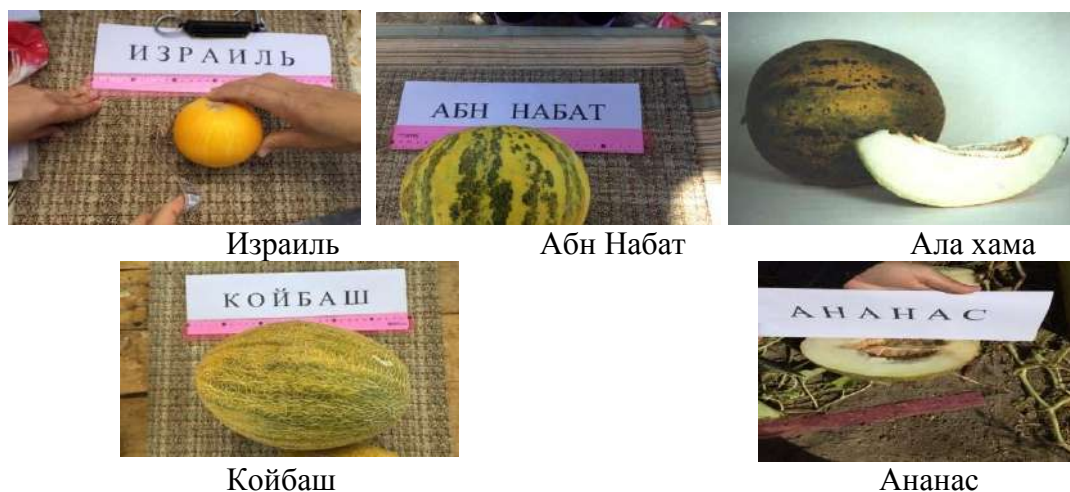 ИЗРАИЛЬ
АБН НАБАТ
Израиль
Абн Набат
Ала хама
КОЙБАШ
АНАНАС
Койбаш
Ананас